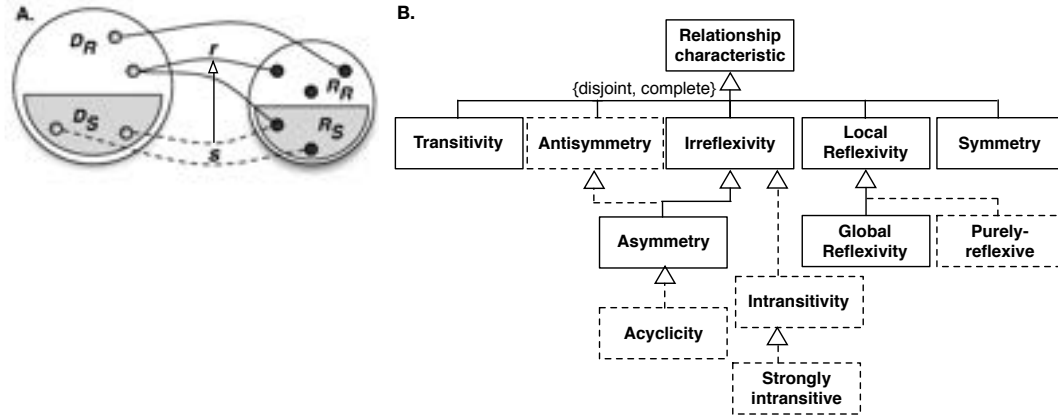 A.
D_R
r
R_R
D_S
R_S
s
B.
Relationship
characteristic
{disjoint, complete}
Transitivity
Antisymmetry
Irreflexivity
Local
Reflexivity
Symmetry
Asymmetry
Global
Reflexivity
Purely-
reflexive
Acyclicity
Intransitivity
Strongly
intransitive